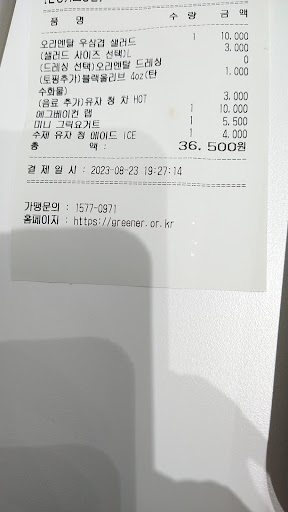 품 명 수 량 금 액
오리엔탈 우삼겹 샐러드 1 10,000
(샐러드 사이즈 선택)L 3,000
(드레싱 선택)오리엔탈 드레싱 0
(토핑추가)블랙올리브 4oz(탄 1,000
수화물)
(음료 추가)유자 청 차 HOT 3,000
에그베이컨 랩 1 10,000
미니 그릭요거트 1 5,500
수제 유자 청 에이드 ICE 1 4,000
총 액 : 36,500원
결 제 일 시 : 2023-08-23 19:27:14
가맹문의 : 1577-0971
홈페이지 : https://greener.or.kr